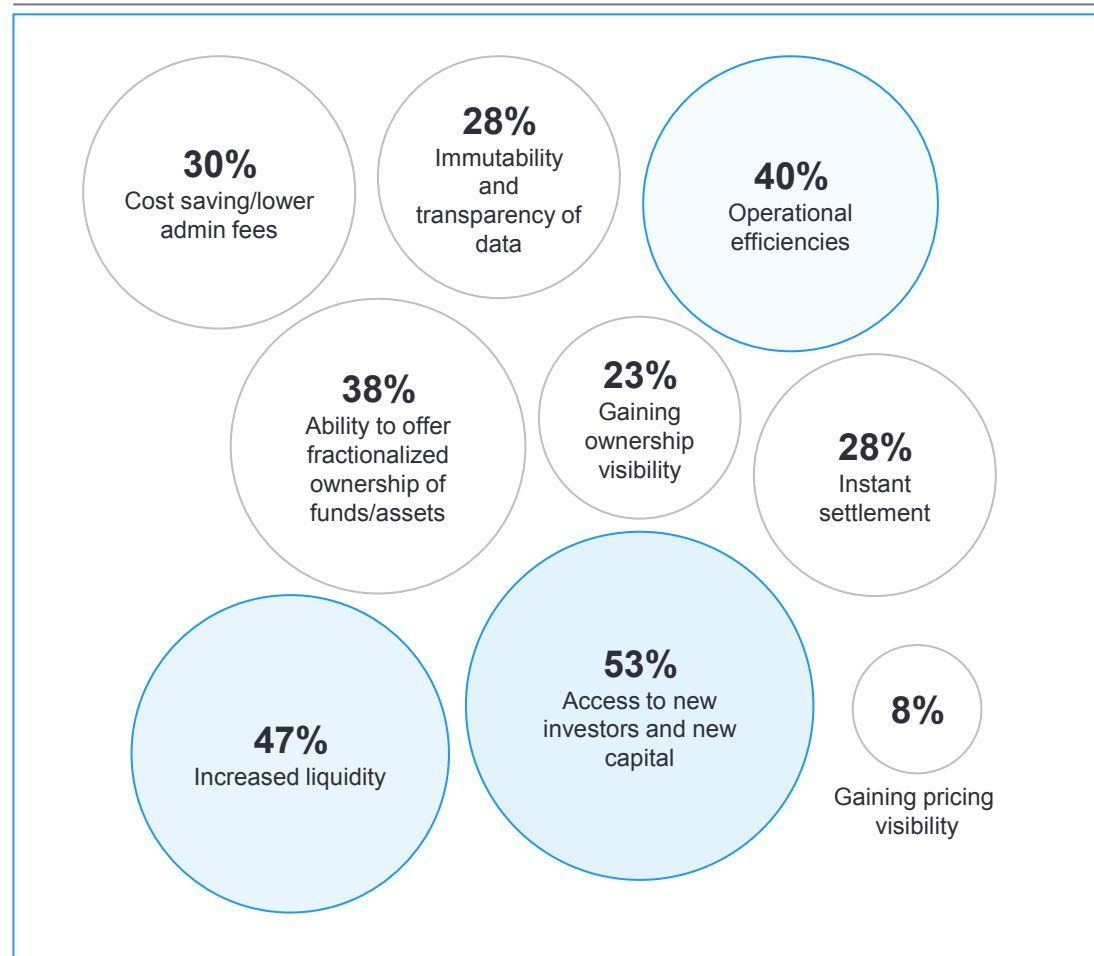 30%
Cost saving/lower
admin fees
28%
Immutability
and
transparency of
data
40%
Operational
efficiencies
38%
Ability to offer
fractionalized
ownership of
funds/assets
23%
Gaining
ownership
visibility
28%
Instant
settlement
47%
Increased liquidity
53%
Access to new
investors and new
capital
8%
Gaining pricing
visibility